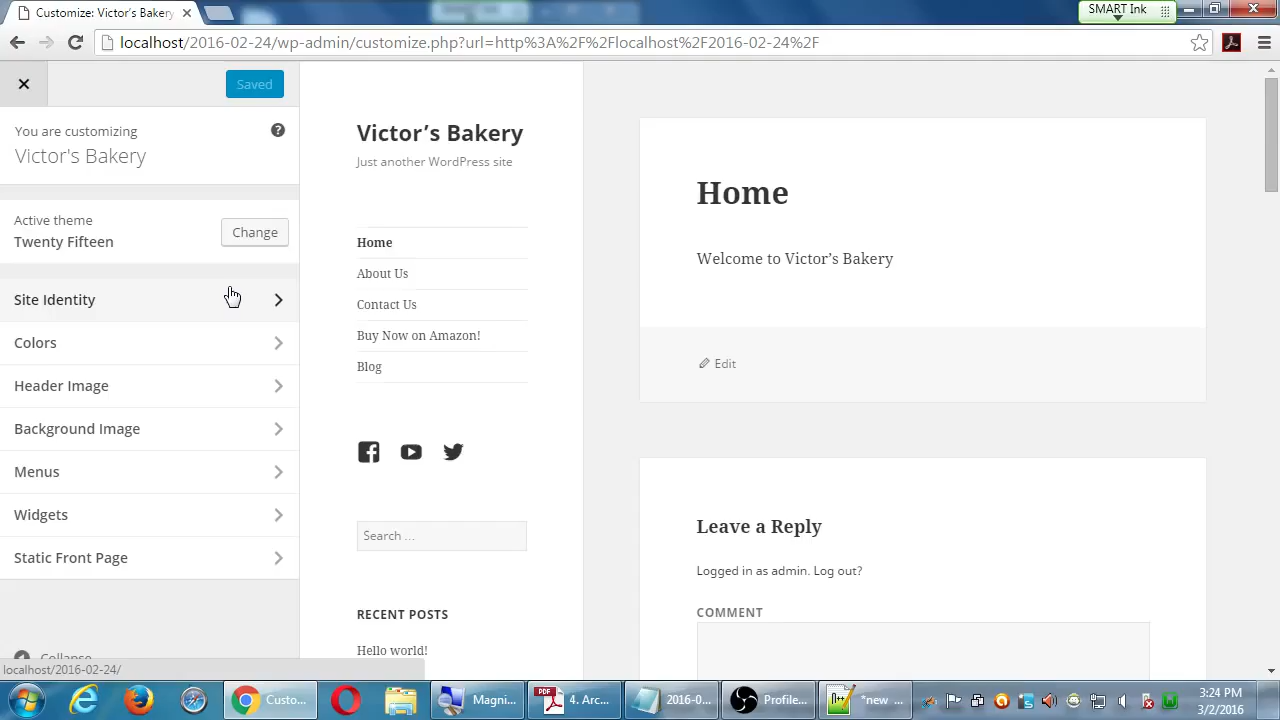 Customize: Victor's Bakery
SMART Ink
localhost/2016-02-24/wp-admin/customize.php?url=http%3A%2F%2Flocalhost%2F2016-02-24%2F
Saved
You are customizing
Victor's Bakery
Active theme
Twenty Fifteen
Change
Site Identity
Colors
Header Image
Background Image
Menus
Widgets
Static Front Page
Collapse
localhost/2016-02-24/
Victor’s Bakery
Just another WordPress site
Home
About Us
Contact Us
Buy Now on Amazon!
Blog
Search …
RECENT POSTS
Hello world!
Home
Welcome to Victor’s Bakery
Edit
Leave a Reply
Logged in as admin. Log out?
COMMENT
Custo...
Magni...
PDF
4. Arc...
2016-0...
Profile...
*new ...
3:24 PM
3/2/2016